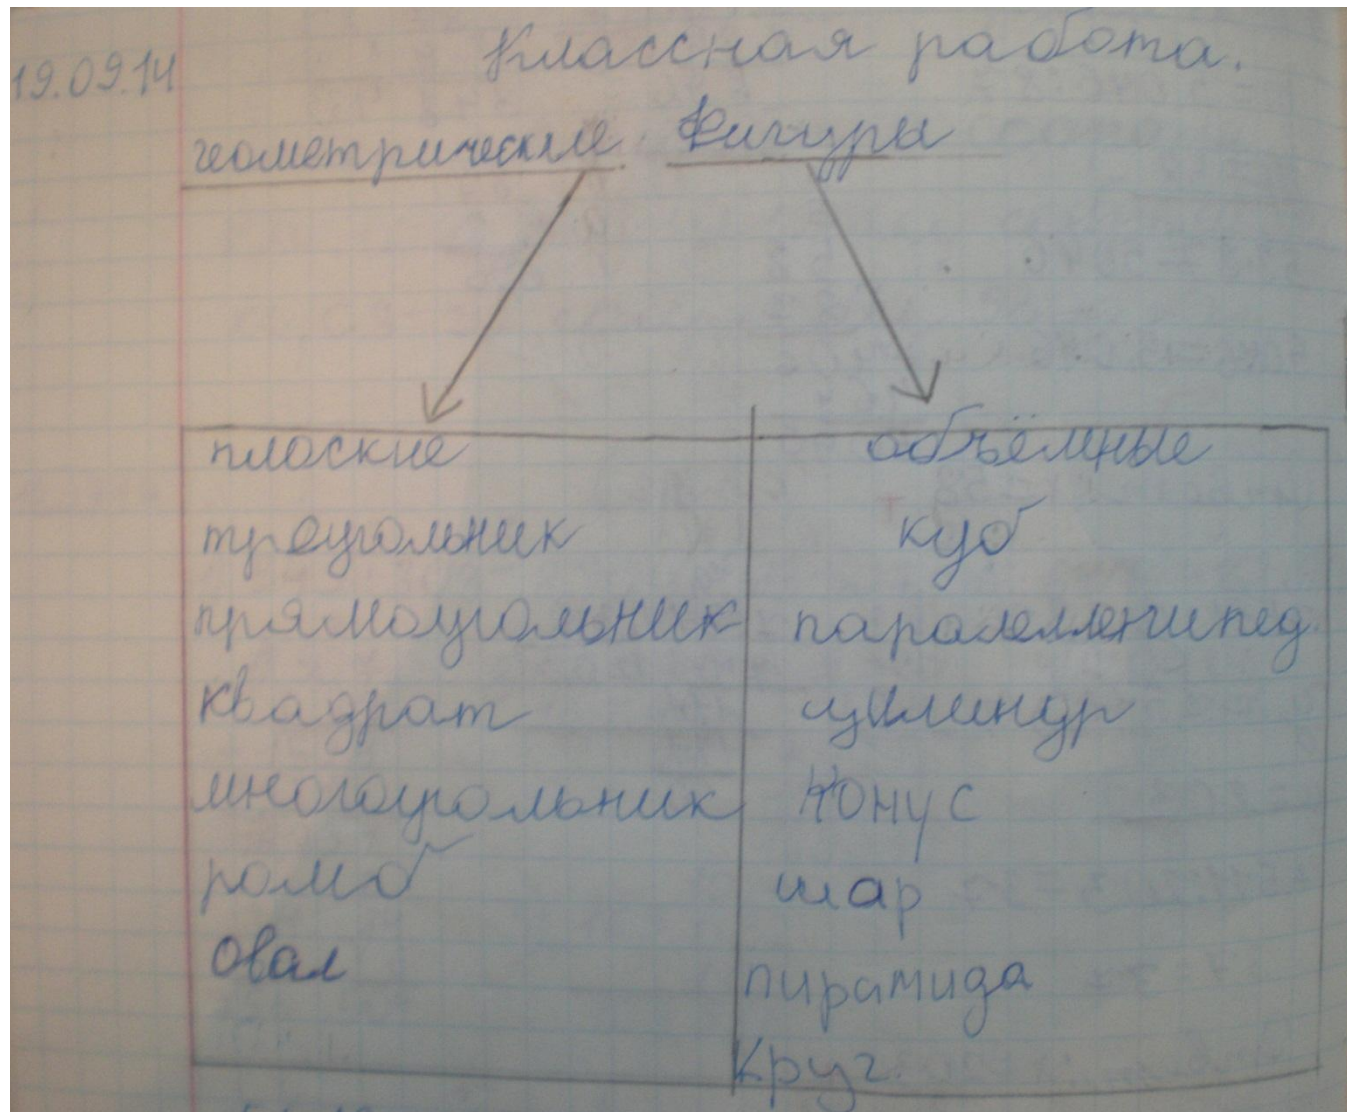 19.09.14 Классная работа.
геометрические фигуры
плоские объёмные
треугольник куб
прямоугольник паралеллепипед
квадрат цилиндр
многоугольник конус
ромб шар
овал пирамида
Круг.